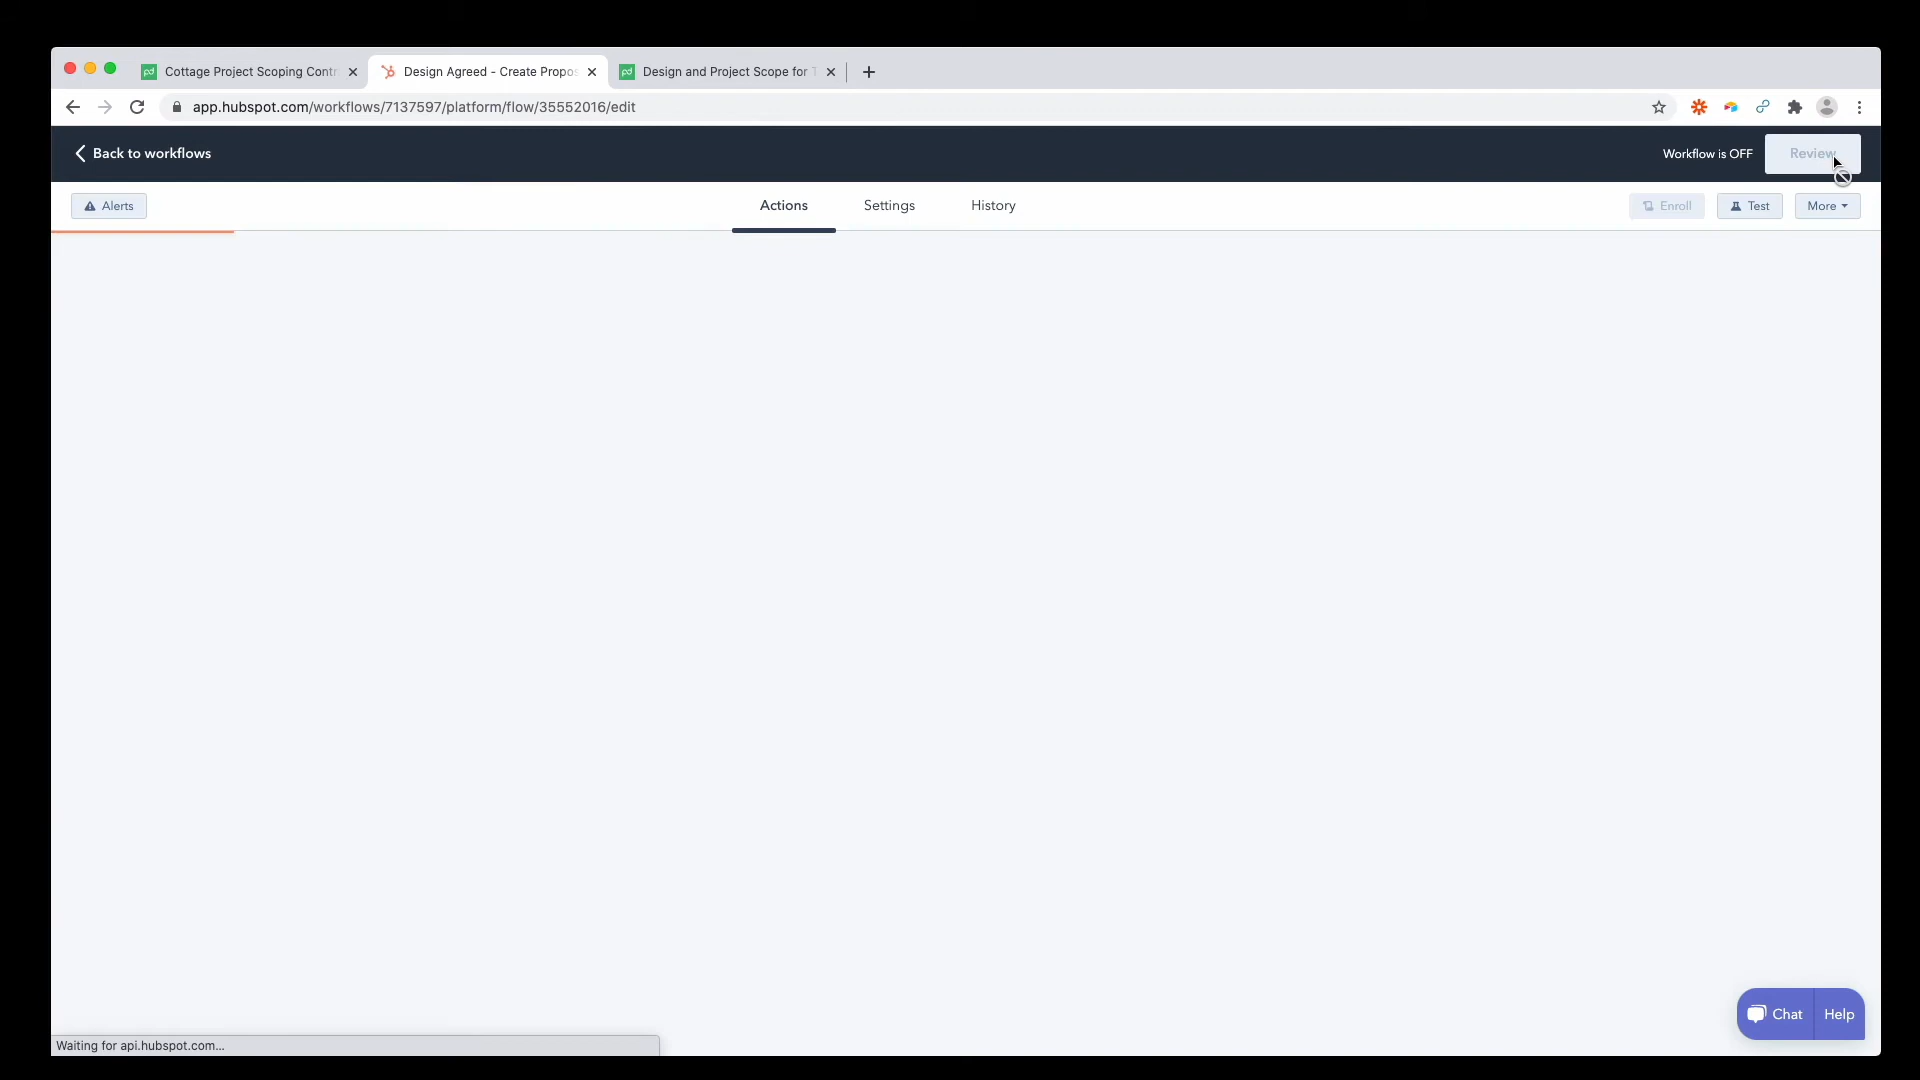 Cottage Project Scoping Contr
Design Agreed - Create Propos
Design and Project Scope for T
app.hubspot.com/workflows/7137597/platform/flow/35552016/edit
Back to workflows
Workflow is OFF
Review
Alerts
Actions
Settings
History
Enroll
Test
More
Chat
Help
Waiting for api.hubspot.com...